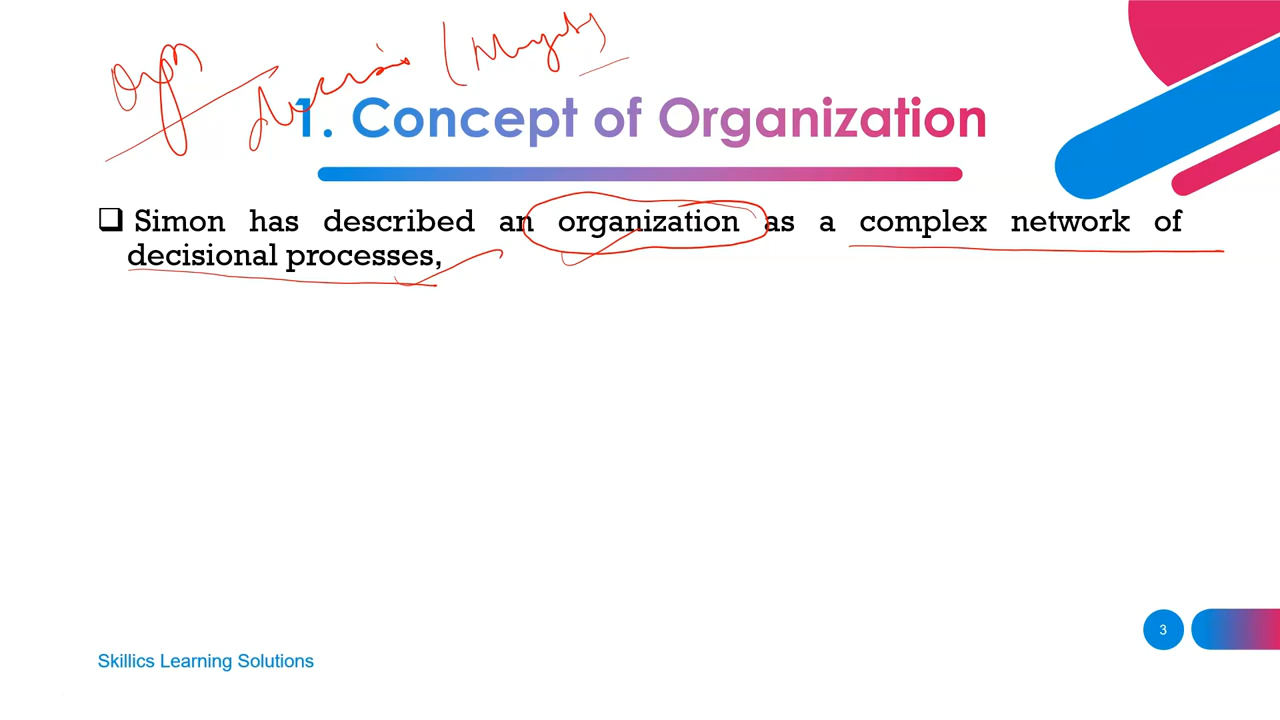 1. Concept of Organization
❑ Simon has described an organization as a complex network of
decisional processes,
3
Skillics Learning Solutions